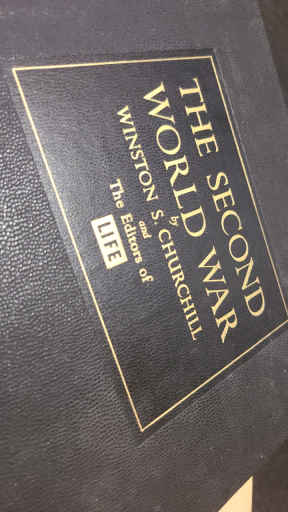 THE SECOND
WORLD WAR
by
WINSTON S. CHURCHILL
and
The Editors of
LIFE